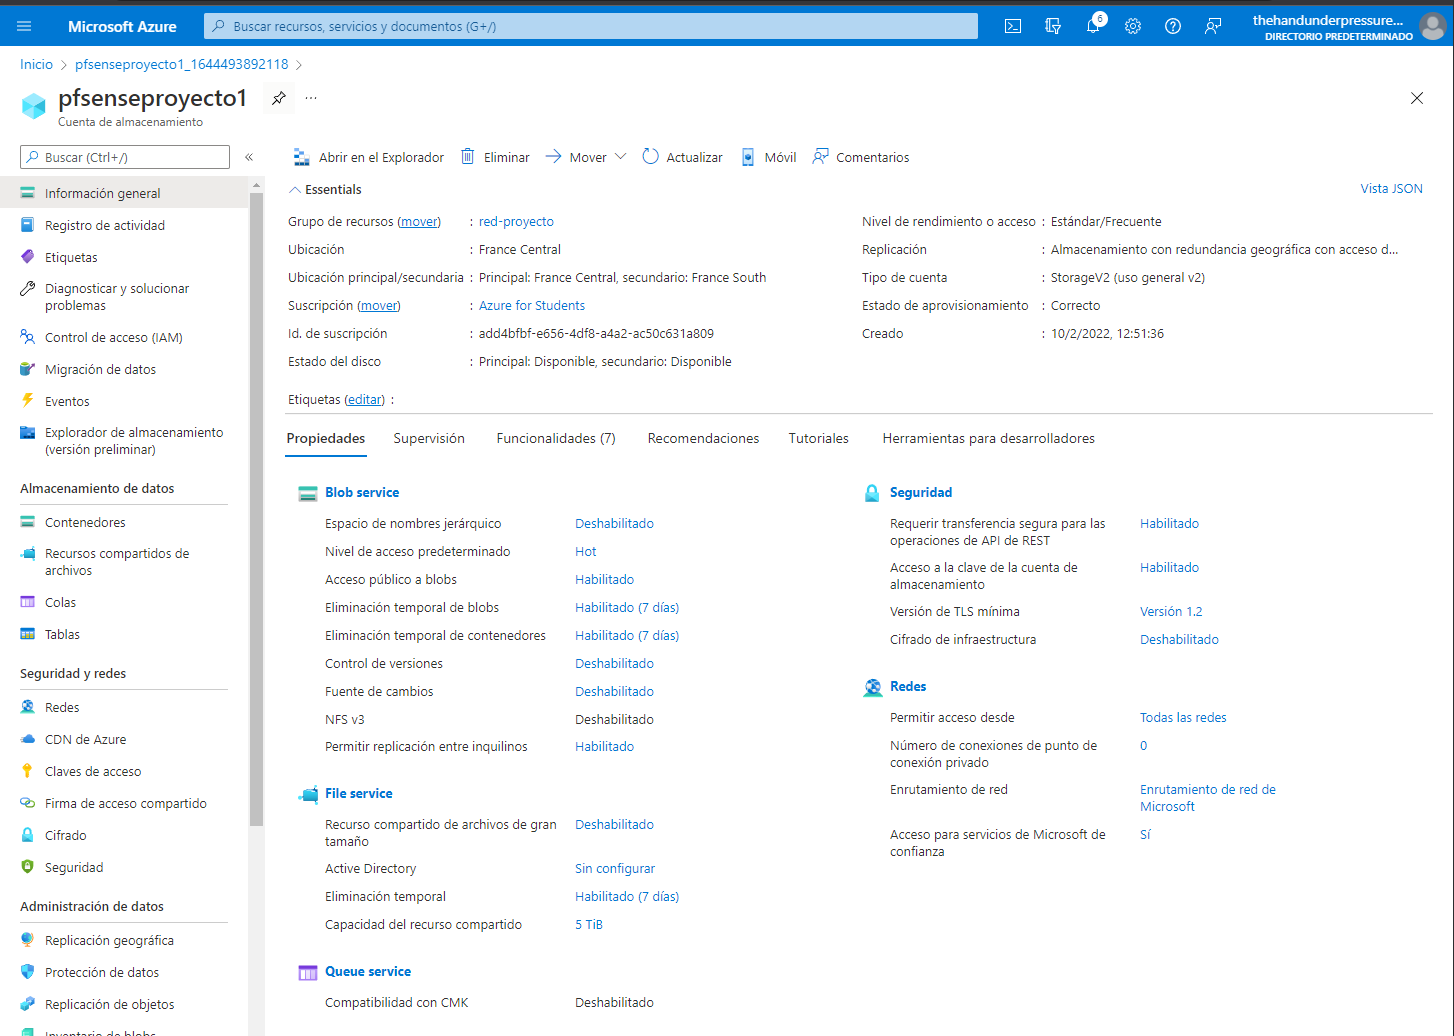 Microsoft Azure
Buscar recursos, servicios y documentos (G+/)
6
thehandunderpressure...
DIRECTORIO PREDETERMINADO
Inicio > pfsenseproyecto1_1644493892118 >
pfsenseproyecto1
...
Cuenta de almacenamiento
Buscar (Ctrl+/)
«
Información general
Registro de actividad
Etiquetas
Diagnosticar y solucionar
problemas
Control de acceso (IAM)
Migración de datos
Eventos
Explorador de almacenamiento
(versión preliminar)
Almacenamiento de datos
Contenedores
Recursos compartidos de
archivos
Colas
Tablas
Seguridad y redes
Redes
CDN de Azure
Claves de acceso
Firma de acceso compartido
Cifrado
Seguridad
Administración de datos
Replicación geográfica
Protección de datos
Replicación de objetos
Inventario de blobs
Abrir en el Explorador Eliminar Mover Actualizar Móvil Comentarios
Essentials
Vista JSON
Grupo de recursos (mover) : red-proyecto
Ubicación : France Central
Ubicación principal/secundaria : Principal: France Central, secundario: France South
Suscripción (mover) : Azure for Students
Id. de suscripción : add4bfbf-e656-4df8-a4a2-ac50c631a809
Estado del disco : Principal: Disponible, secundario: Disponible
Nivel de rendimiento o acceso : Estándar/Frecuente
Replicación : Almacenamiento con redundancia geográfica con acceso d...
Tipo de cuenta : StorageV2 (uso general v2)
Estado de aprovisionamiento : Correcto
Creado : 10/2/2022, 12:51:36
Etiquetas (editar) :
Propiedades Supervisión Funcionalidades (7) Recomendaciones Tutoriales Herramientas para desarrolladores
Blob service
Espacio de nombres jerárquico Deshabilitado
Nivel de acceso predeterminado Hot
Acceso público a blobs Habilitado
Eliminación temporal de blobs Habilitado (7 días)
Eliminación temporal de contenedores Habilitado (7 días)
Control de versiones Deshabilitado
Fuente de cambios Deshabilitado
NFS v3 Deshabilitado
Permitir replicación entre inquilinos Habilitado
File service
Recurso compartido de archivos de gran Deshabilitado
tamaño
Active Directory Sin configurar
Eliminación temporal Habilitado (7 días)
Capacidad del recurso compartido 5 TiB
Queue service
Compatibilidad con CMK Deshabilitado
Seguridad
Requerir transferencia segura para las Habilitado
operaciones de API de REST
Acceso a la clave de la cuenta de Habilitado
almacenamiento
Versión de TLS mínima Versión 1.2
Cifrado de infraestructura Deshabilitado
Redes
Permitir acceso desde Todas las redes
Número de conexiones de punto de 0
conexión privado
Enrutamiento de red Enrutamiento de red de
Microsoft
Acceso para servicios de Microsoft de Sí
confianza